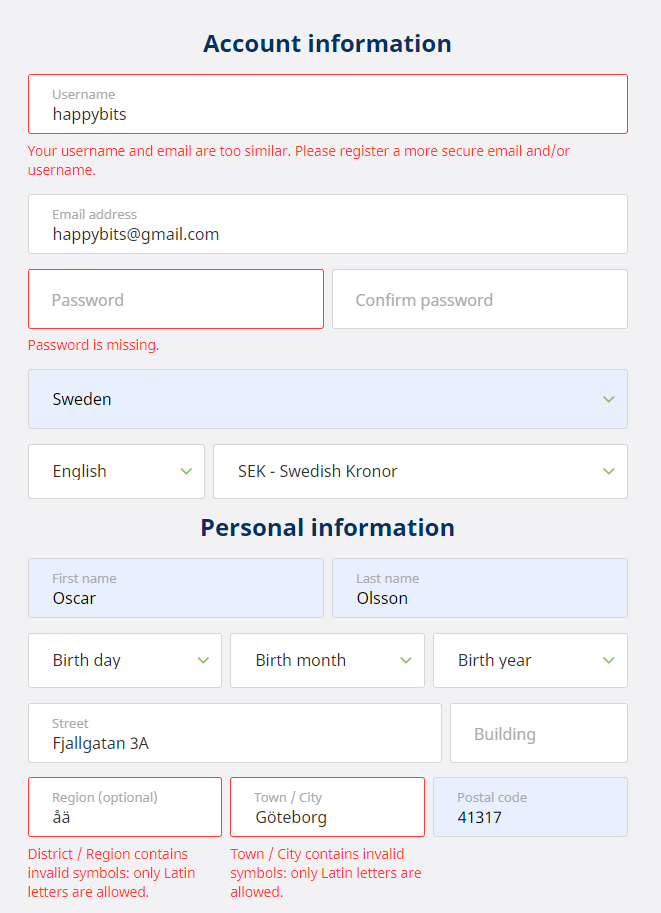 Account information
Username
happybits
Your username and email are too similar. Please register a more secure email and/or
username.
Email address
happybits@gmail.com
Password
Confirm password
Password is missing.
Sweden
English
SEK - Swedish Kronor
Personal information
First name
Oscar
Last name
Olsson
Birth day
Birth month
Birth year
Street
Fjallgatan 3A
Building
Region (optional)
åä
Town / City
Göteborg
Postal code
41317
District / Region contains
invalid symbols: only Latin
letters are allowed.
Town / City contains invalid
symbols: only Latin letters are
allowed.